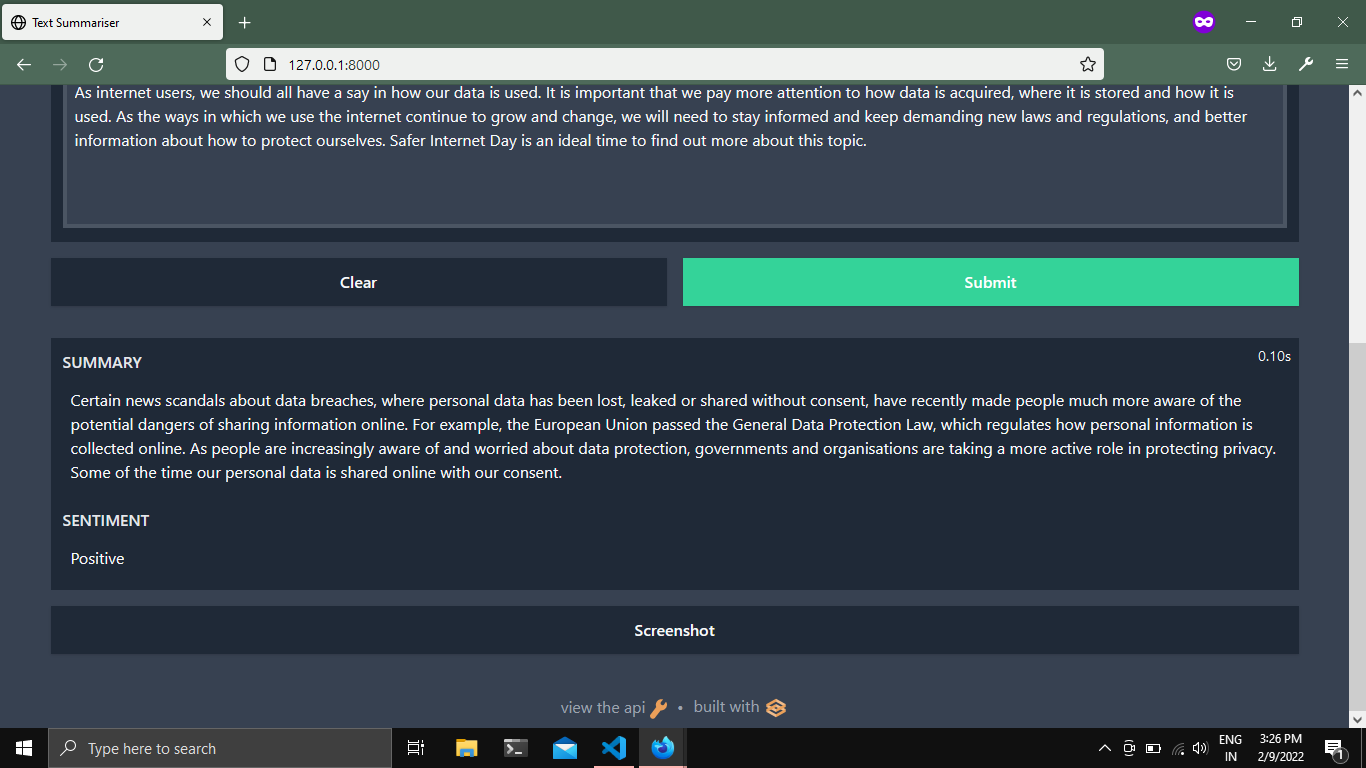 Text Summariser
127.0.0.1:8000
As internet users, we should all have a say in how our data is used. It is important that we pay more attention to how data is acquired, where it is stored and how it is
used. As the ways in which we use the internet continue to grow and change, we will need to stay informed and keep demanding new laws and regulations, and better
information about how to protect ourselves. Safer Internet Day is an ideal time to find out more about this topic.
Clear
Submit
SUMMARY
0.10s
Certain news scandals about data breaches, where personal data has been lost, leaked or shared without consent, have recently made people much more aware of the
potential dangers of sharing information online. For example, the European Union passed the General Data Protection Law, which regulates how personal information is
collected online. As people are increasingly aware of and worried about data protection, governments and organisations are taking a more active role in protecting privacy.
Some of the time our personal data is shared online with our consent.
SENTIMENT
Positive
Screenshot
view the api • built with
Type here to search
ENG
IN
3:26 PM
2/9/2022
1